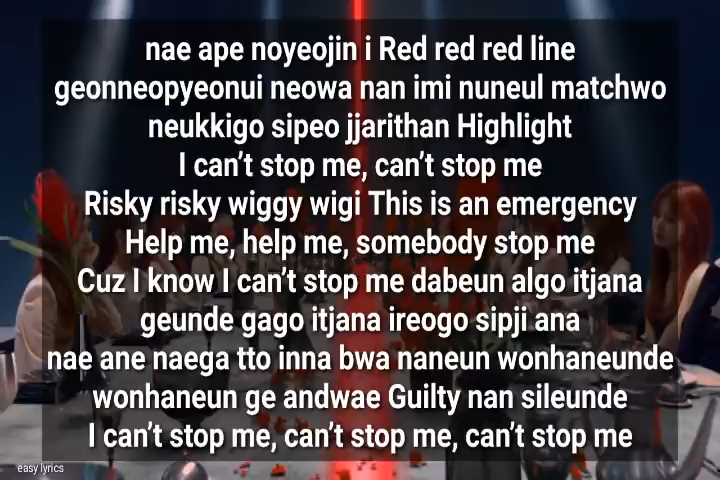 nae ape noyeojin i Red red red line
geonneopyeonui neowa nan imi nuneul matchwo
neukkigo sipeo jjarithan Highlight
I can't stop me, can't stop me
Risky risky wiggy wigi This is an emergency
Help me, help me, somebody stop me
Cuz I know I can't stop me dabeun algo itjana
geunde gago itjana ireogo sipji ana
nae ane naega tto inna bwa naneun wonhaneunde
wonhaneun ge andwae Guilty nan sileunde
I can't stop me, can't stop me, can't stop me
easy lyrics